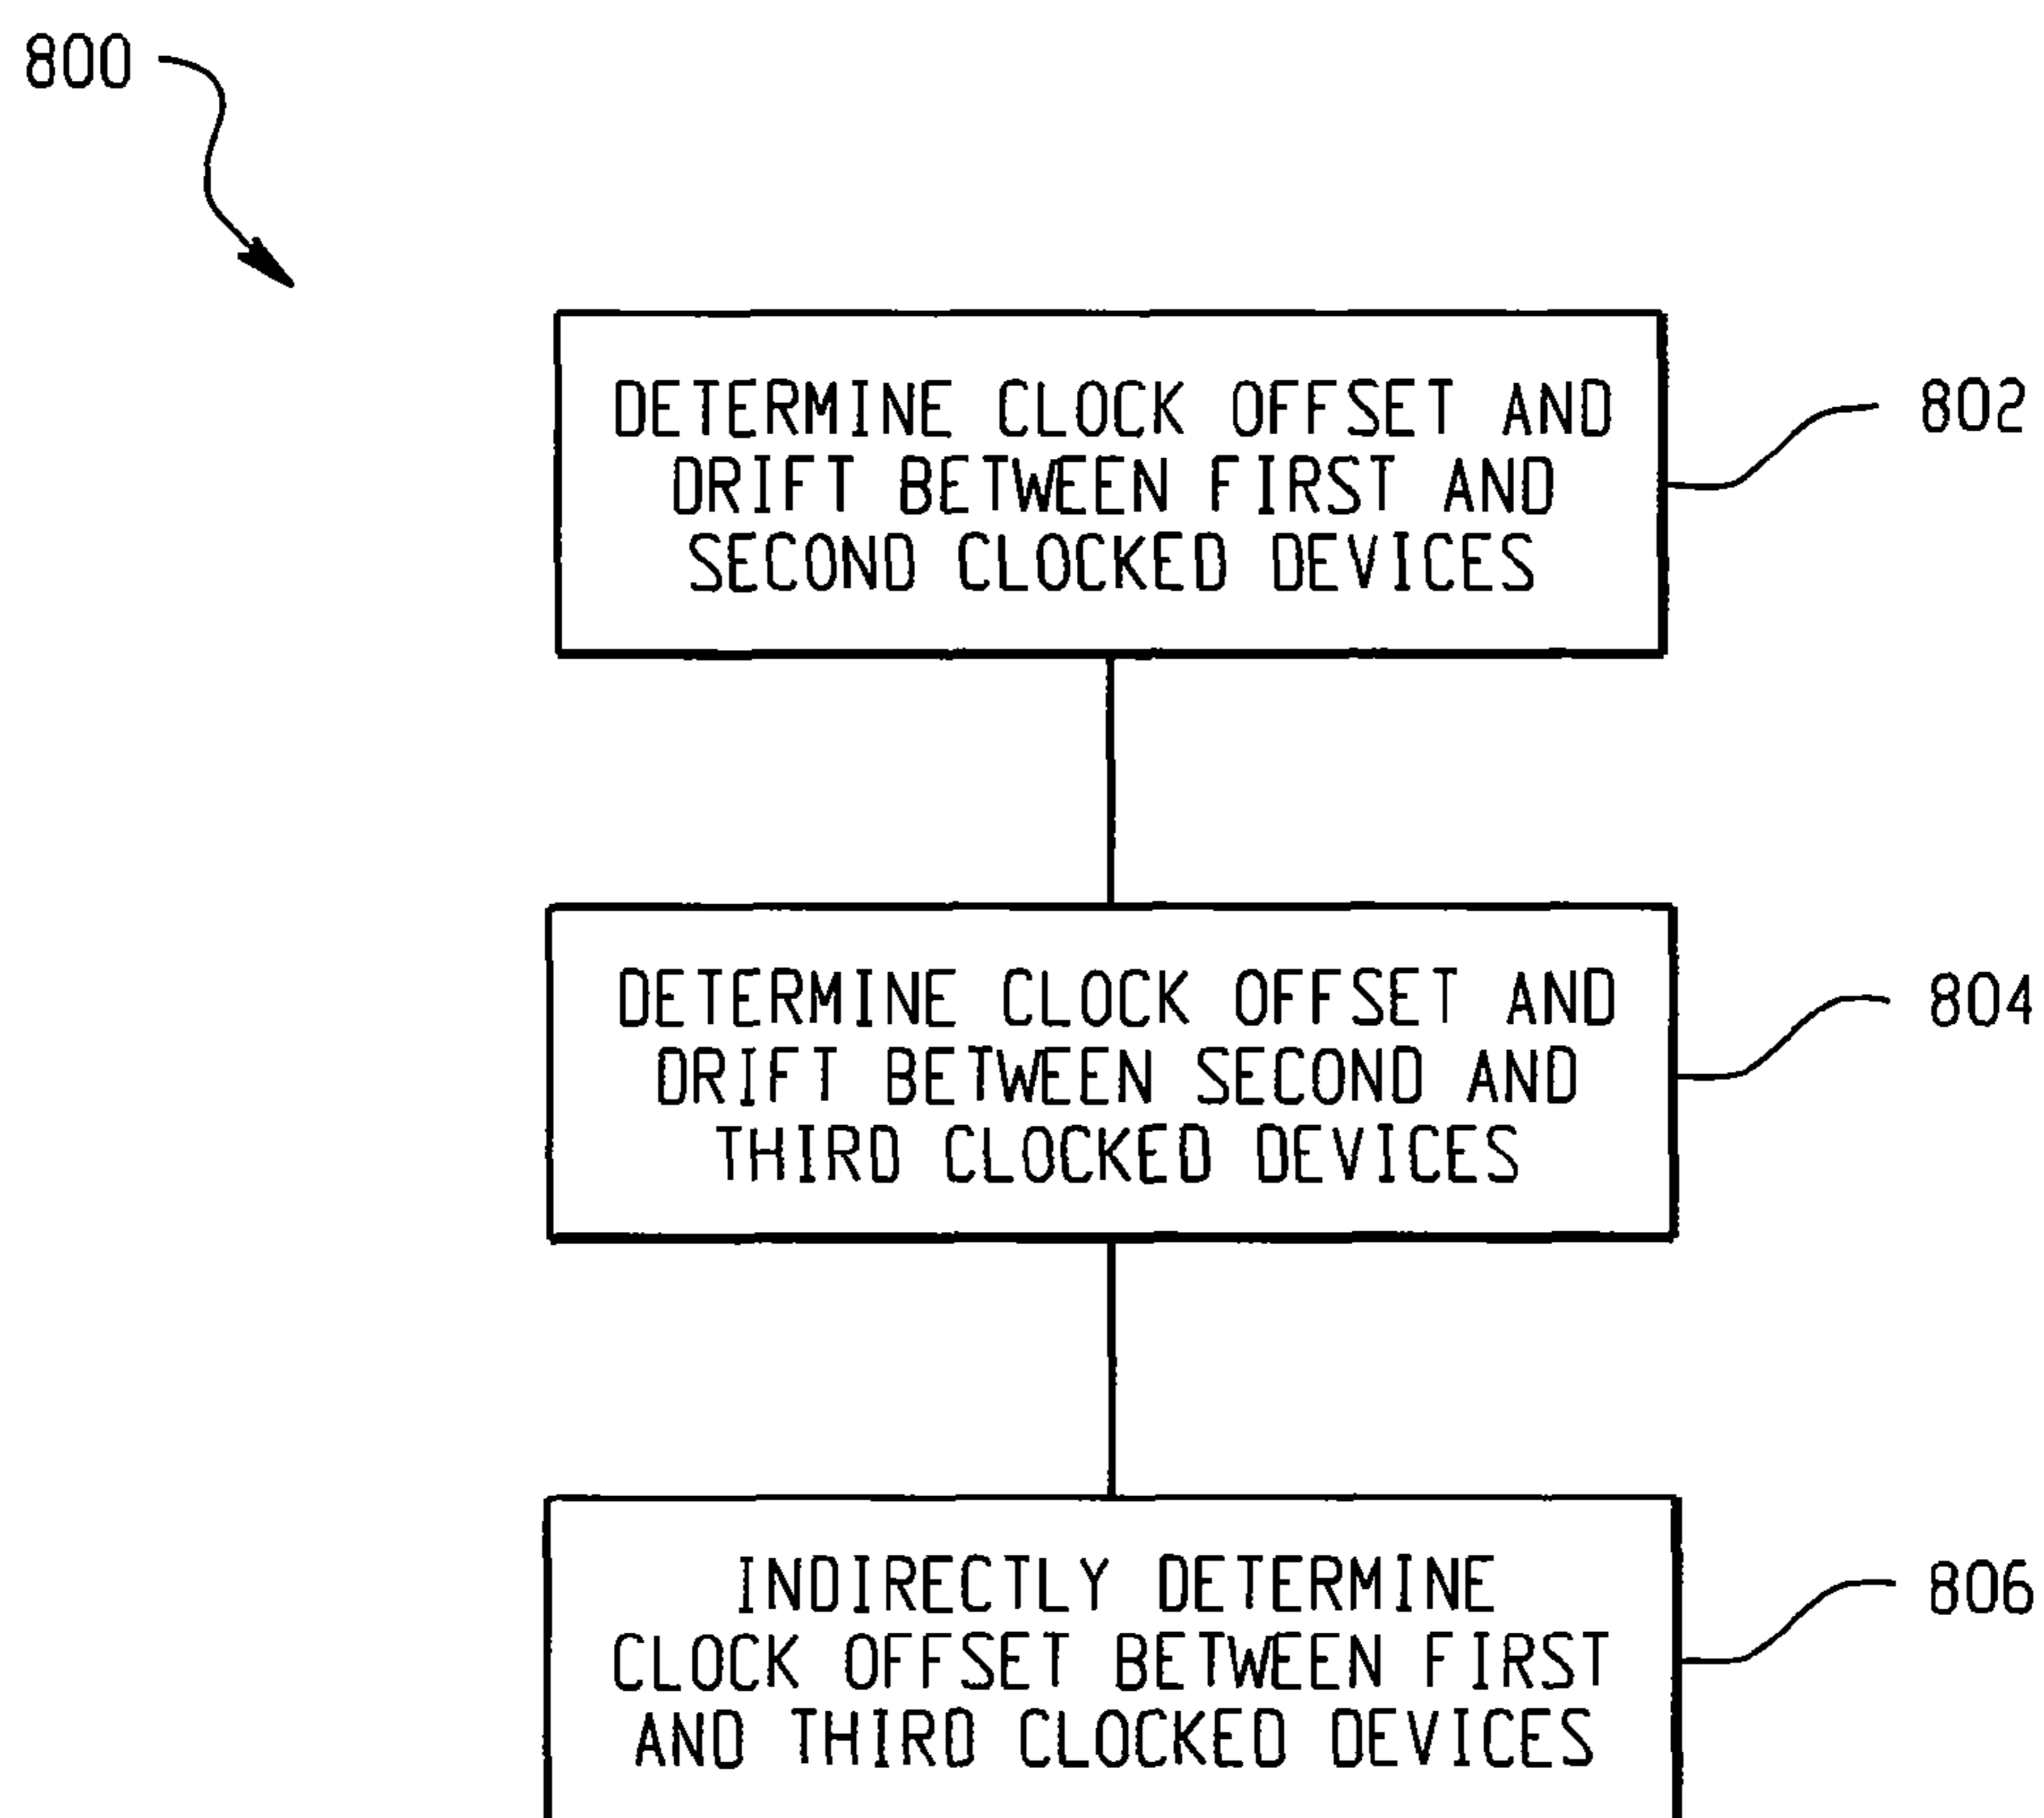 800
DETERMINE CLOCK OFFSET AND
DRIFT BETWEEN FIRST AND
SECOND CLOCKED DEVICES
802
DETERMINE CLOCK OFFSET AND
DRIFT BETWEEN SECOND AND
THIRD CLOCKED DEVICES
804
INDIRECTLY DETERMINE
CLOCK OFFSET BETWEEN FIRST
AND THIRD CLOCKED DEVICES
806